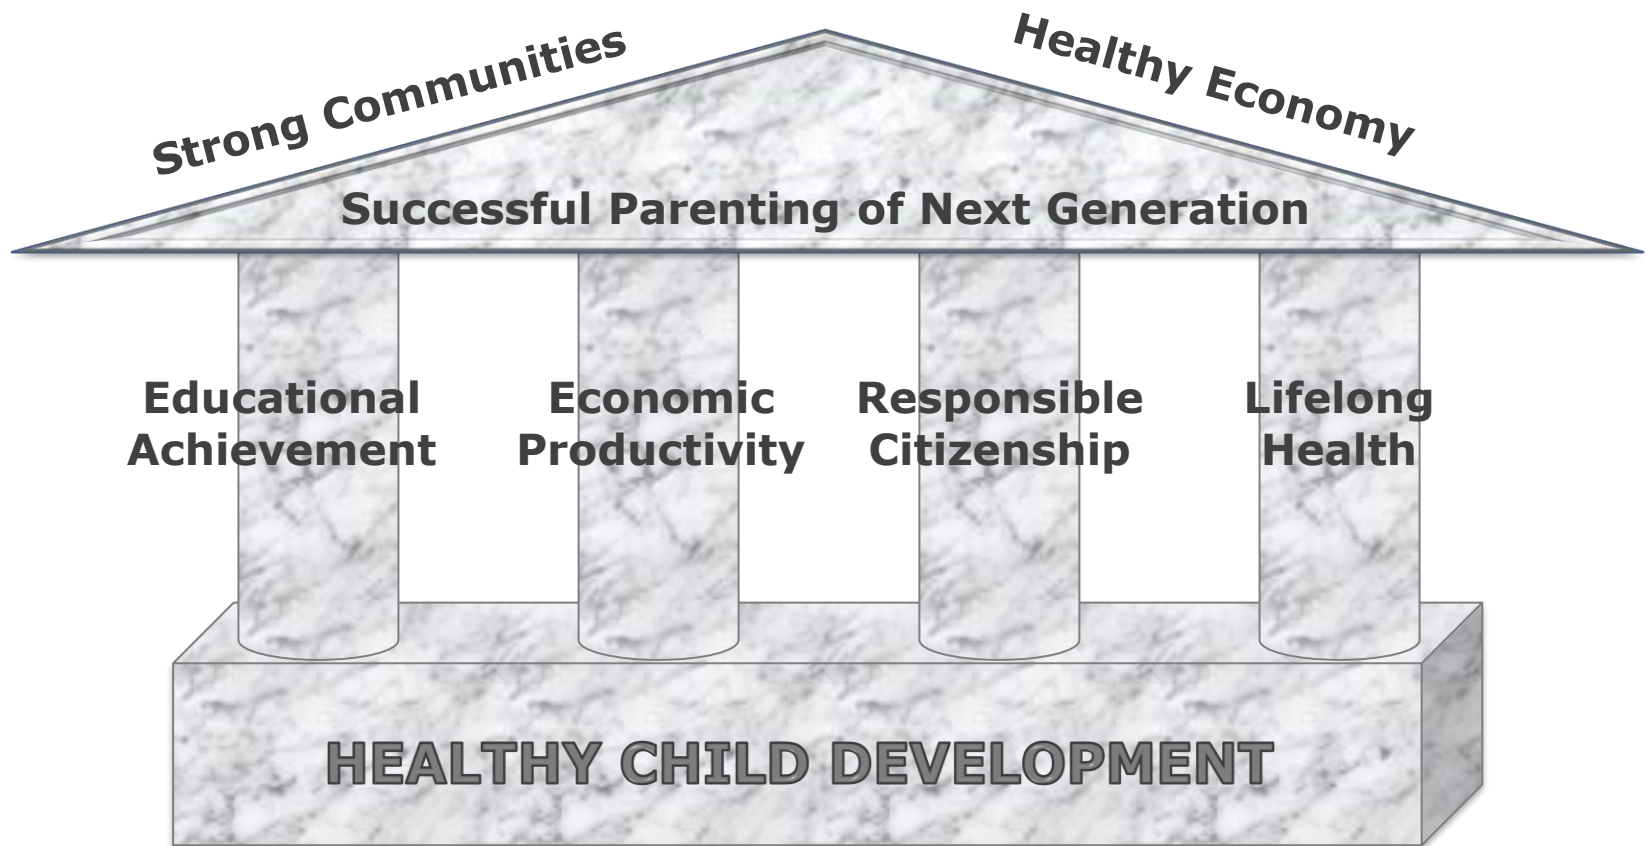 Strong Communities
Healthy Economy
Successful Parenting of Next Generation
Educational
Achievement
Economic
Productivity
Responsible
Citizenship
Lifelong
Health
HEALTHY CHILD DEVELOPMENT